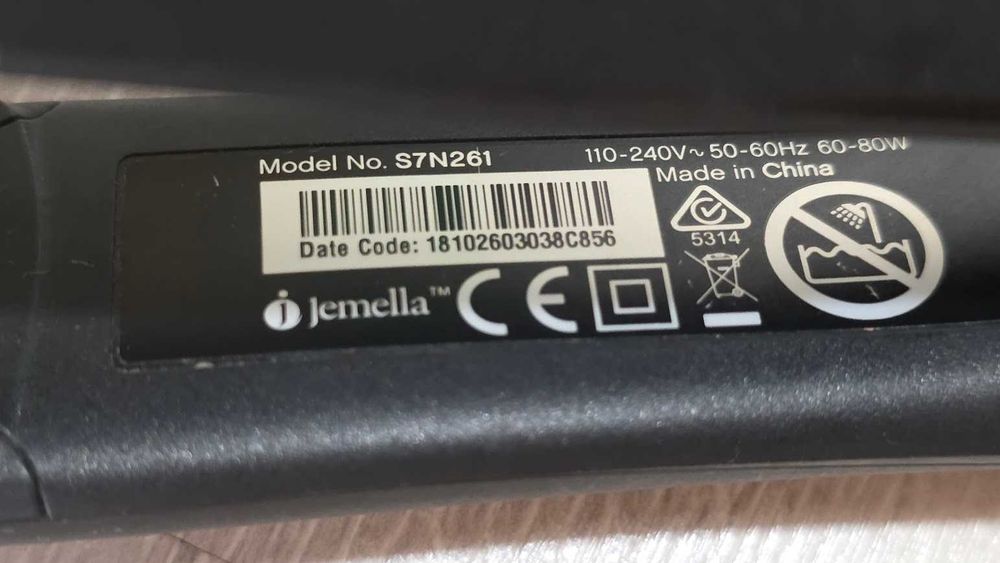 Model No. S7N261
110-240V~ 50-60Hz 60-80W
Made in China
Date Code: 18102603038C856
5314
jemella™
CE